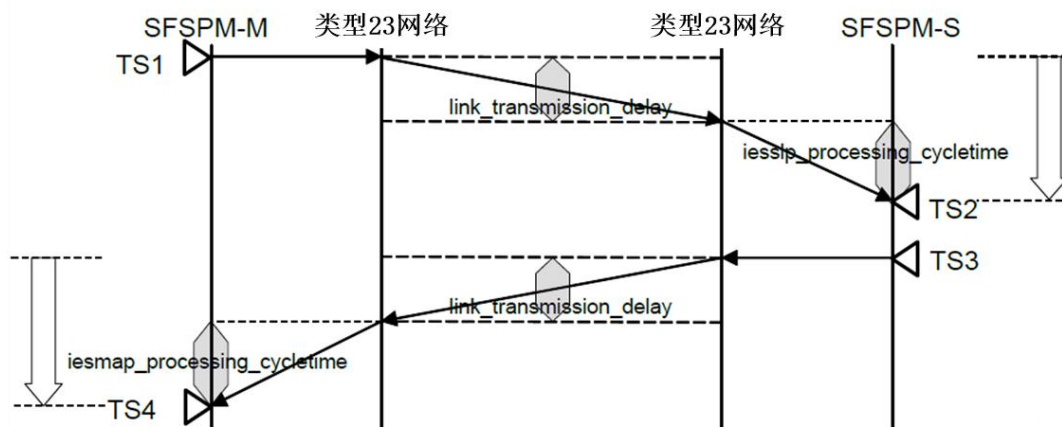 SFSPM-M
类型23网络
类型23网络
SFSPM-S
TS1
link_transmission_delay
iesslp_processing_cycletime
TS2
TS3
link_transmission_delay
iesmap_processing_cycletime
TS4